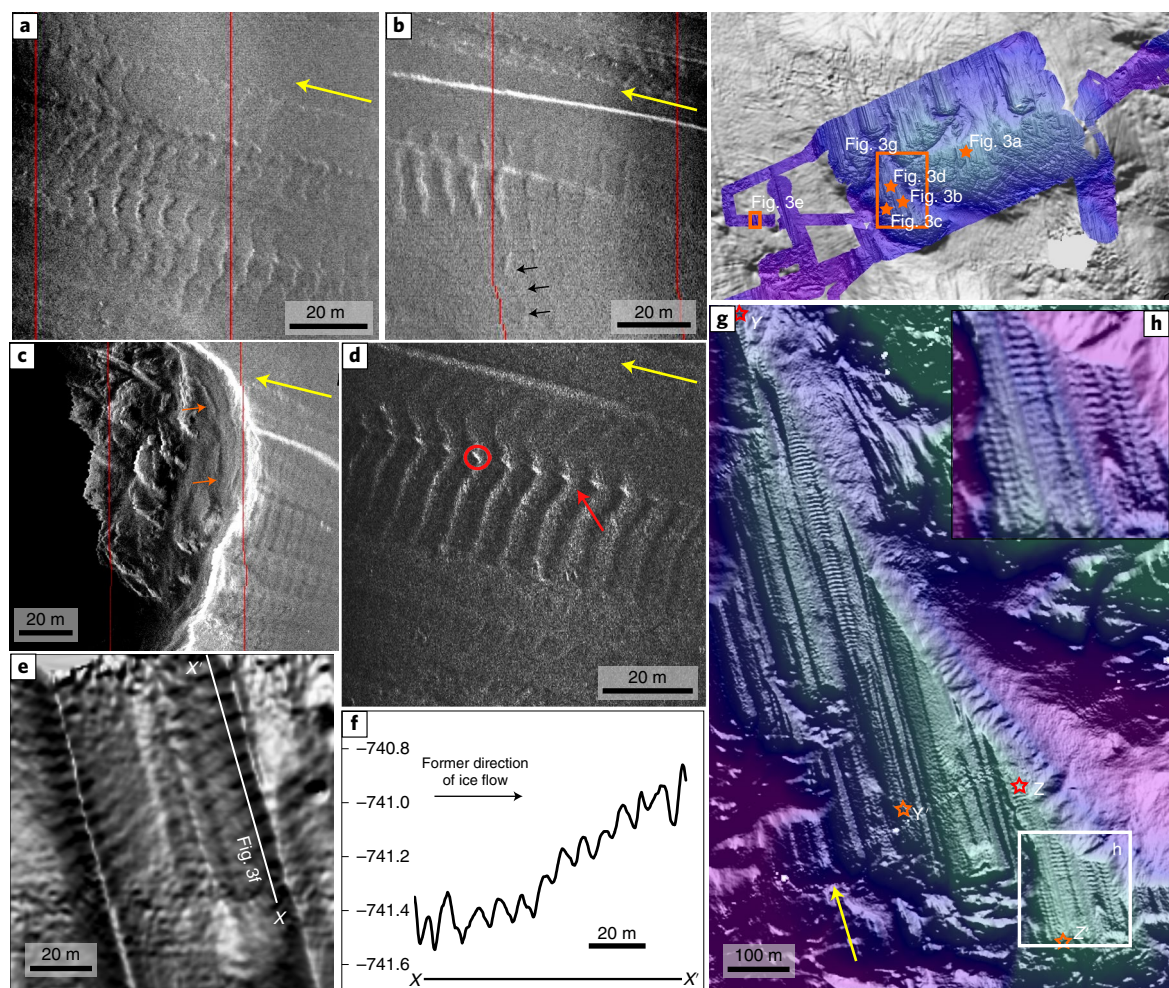 a
20 m
b
20 m
Fig. 3g
Fig. 3a
Fig. 3d
Fig. 3b
Fig. 3e
Fig. 3c
c
20 m
d
20 m
e
X'
Fig. 3f
X
20 m
f
−740.8
Former direction
of ice flow
−741.0
−741.2
−741.4
20 m
−741.6
X
X'
g
Y
h
Z
Y'
h
Z'
100 m